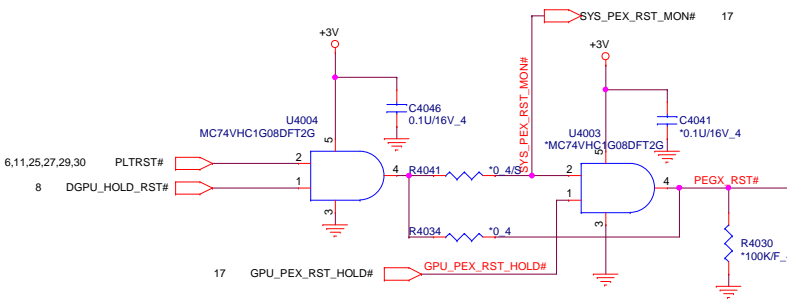 SYS_PEX_RST_MON# 17
+3V
+3V
SYS_PEX_RST_MON#
C4046
0.1U/16V_4
U4004
MC74VHC1G08DFT2G
C4041
*0.1U/16V_4
U4003
*MC74VHC1G08DFT2G
5
5
6,11,25,27,29,30 PLTRST# 2
4
R4041 *0_4/S
2
4
PEGX_RST#
8 DGPU_HOLD_RST# 1
1
3
3
R4034 *0_4
R4030
*100K/F_
17 GPU_PEX_RST_HOLD# GPU_PEX_RST_HOLD#